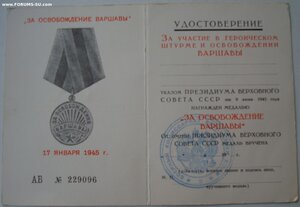 www.FORUMS-SU.com
„ЗА ОСВОБОЖДЕНИЕ
ВАРШАВЫ"
17 ЯНВАРЯ 1945 г.
АБ № 229096
УДОСТОВЕРЕНИЕ
ЗА УЧАСТИЕ В ГЕРОИЧЕСКОМ
ШТУРМЕ И ОСВОБОЖДЕНИИ
ВАРШАВЫ
УКАЗОМ ПРЕЗИДИУМА ВЕРХОВНОГО
СОВЕТА СССР от 9 июня 1945 года
НАГРАЖДЕН МЕДАЛЬЮ
„ЗА ОСВОБОЖДЕНИЕ
ВАРШАВЫ"
ПРЕЗИДИУМА ВЕРХОВНОГО
СОВЕТА СССР МЕДАЛЬ ВРУЧЕНА